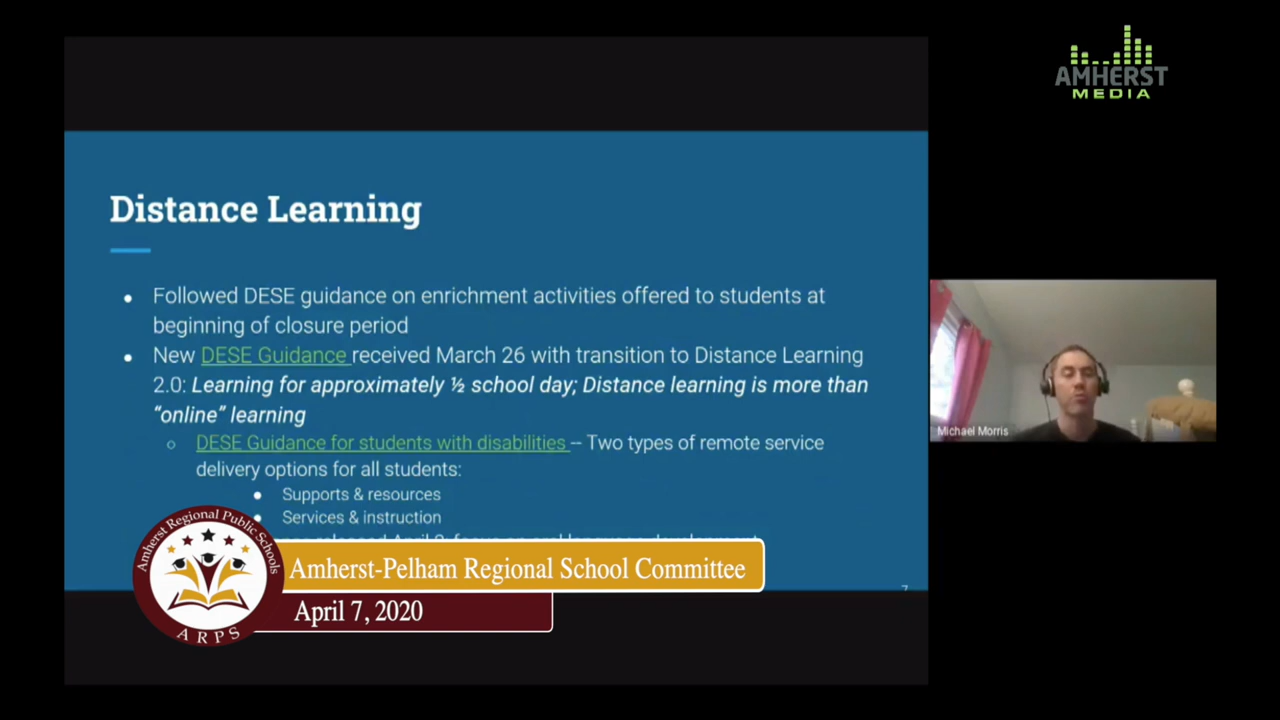 AMHERST
MEDIA
Distance Learning
Followed DESE guidance on enrichment activities offered to students at
beginning of closure period
New DESE Guidance received March 26 with transition to Distance Learning
2.0: Learning for approximately ½ school day; Distance learning is more than
“online” learning
DESE Guidance for students with disabilities -- Two types of remote service
delivery options for all students:
Supports & resources
Services & instruction
Michael Morris
Amherst Regional Public Schools
ARPS
Amherst-Pelham Regional School Committee
April 7, 2020